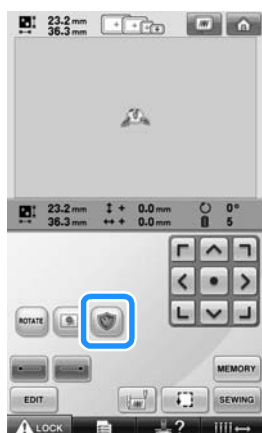 23.2 mm
36.3 mm
23.2 mm ↕ + 0.0 mm 0°
36.3 mm ↔ + 0.0 mm 5
ROTATE
MEMORY
EDIT
SEWING
LOCK
?